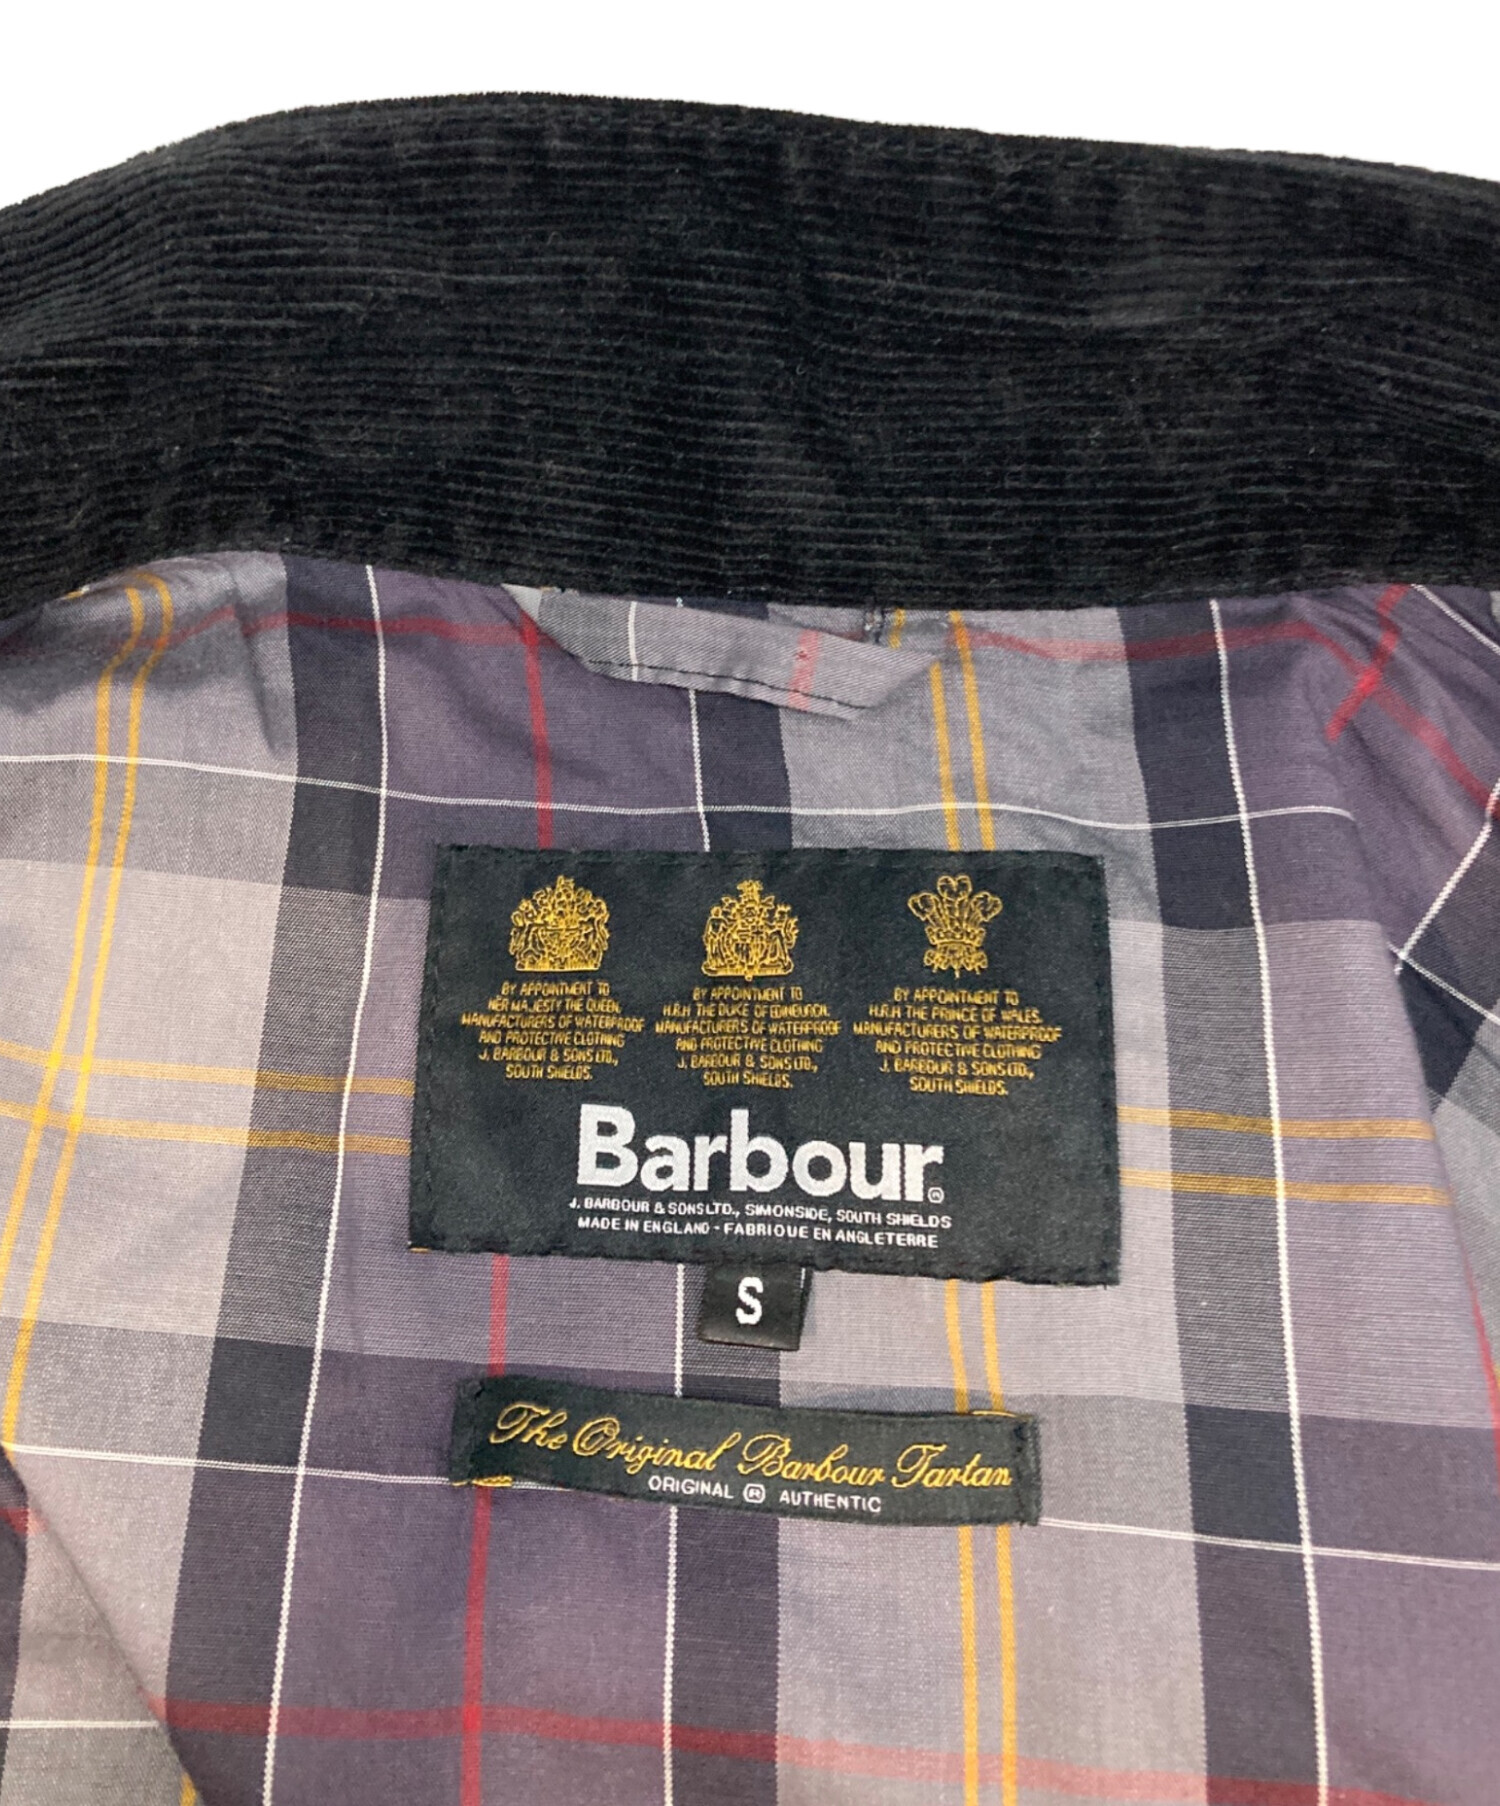 BY APPOINTMENT TO
HER MAJESTY THE QUEEN,
MANUFACTURERS OF WATERPROOF
AND PROTECTIVE CLOTHING
J. BARBOUR & SONS LTD.,
SOUTH SHIELDS.
BY APPOINTMENT TO
H.R.H THE DUKE OF EDINBURGH.
MANUFACTURERS OF WATERPROOF
AND PROTECTIVE CLOTHING
J. BARBOUR & SONS LTD.,
SOUTH SHIELDS.
BY APPOINTMENT TO
H.R.H THE PRINCE OF WALES.
MANUFACTURERS OF WATERPROOF
AND PROTECTIVE CLOTHING
J. BARBOUR & SONS LTD.,
SOUTH SHIELDS.
Barbour®
J. BARBOUR & SONS LTD., SIMONSIDE, SOUTH SHIELDS
MADE IN ENGLAND - FABRIQUE EN ANGLETERRE
S
The Original Barbour Tartan
ORIGINAL ® AUTHENTIC